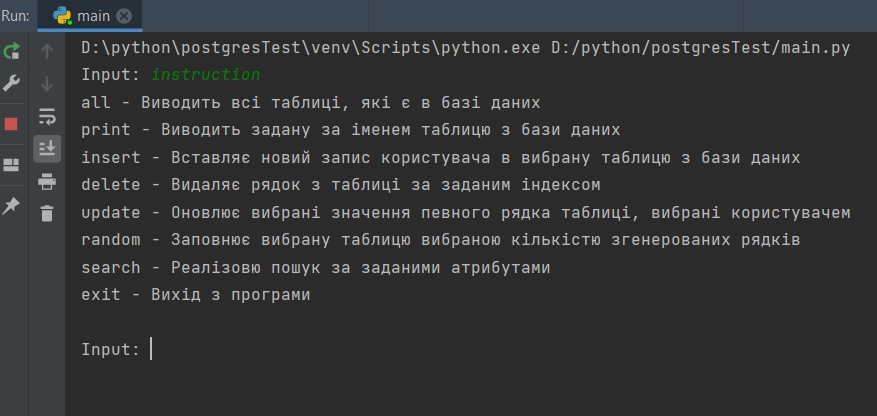 Run: main
D:\python\postgresTest\venv\Scripts\python.exe D:/python/postgresTest/main.py
Input: instruction
all - Виводить всі таблиці, які є в базі даних
print - Виводить задану за іменем таблицю з бази даних
insert - Вставляє новий запис користувача в вибрану таблицю з бази даних
delete - Видаляє рядок з таблиці за заданим індексом
update - Оновлює вибрані значення певного рядка таблиці, вибрані користувачем
random - Заповнює вибрану таблицю вибраною кількістю згенерованих рядків
search - Реалізовю пошук за заданими атрибутами
exit - Вихід з програми
Input: